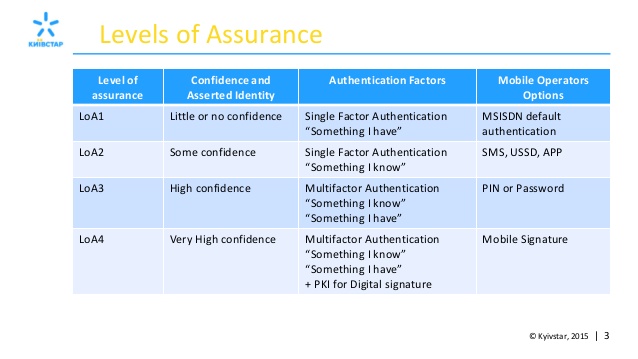 КИЇВСТАР
Levels of Assurance
Level of
assurance
Confidence and
Asserted Identity
Authentication Factors
Mobile Operators
Options
LoA1
Little or no confidence
Single Factor Authentication
“Something I have”
MSISDN default
authentication
LoA2
Some confidence
Single Factor Authentication
“Something I know”
SMS, USSD, APP
LoA3
High confidence
Multifactor Authentication
“Something I know”
“Something I have”
PIN or Password
LoA4
Very High confidence
Multifactor Authentication
“Something I know”
“Something I have”
+ PKI for Digital signature
Mobile Signature
© Kyivstar, 2015 | 3